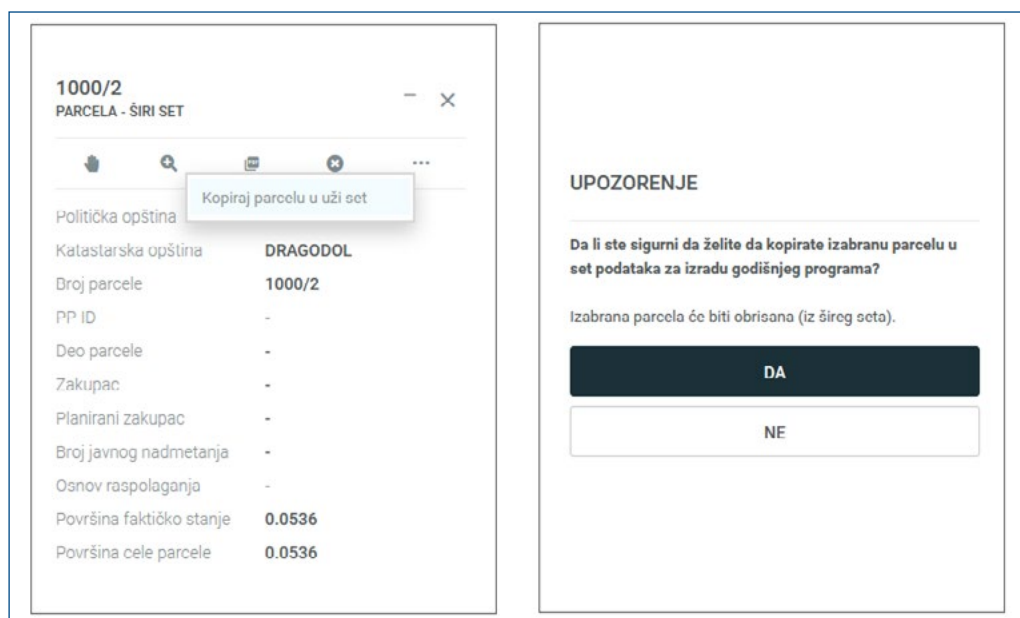 1000/2
PARCELA - ŠIRI SET
Kopiraj parcelu u uži set
Politička opština
Katastarska opština DRAGODOL
Broj parcele 1000/2
PP ID -
Deo parcele -
Zakupac -
Planirani zakupac -
Broj javnog nadmetanja -
Osnov raspolaganja -
Površina faktičko stanje 0.0536
Površina cele parcele 0.0536
UPOZORENJE
Da li ste sigurni da želite da kopirate izabranu parcelu u
set podataka za izradu godišnjeg programa?
Izabrana parcela će biti obrisana (iz šireg seta).
DA
NE